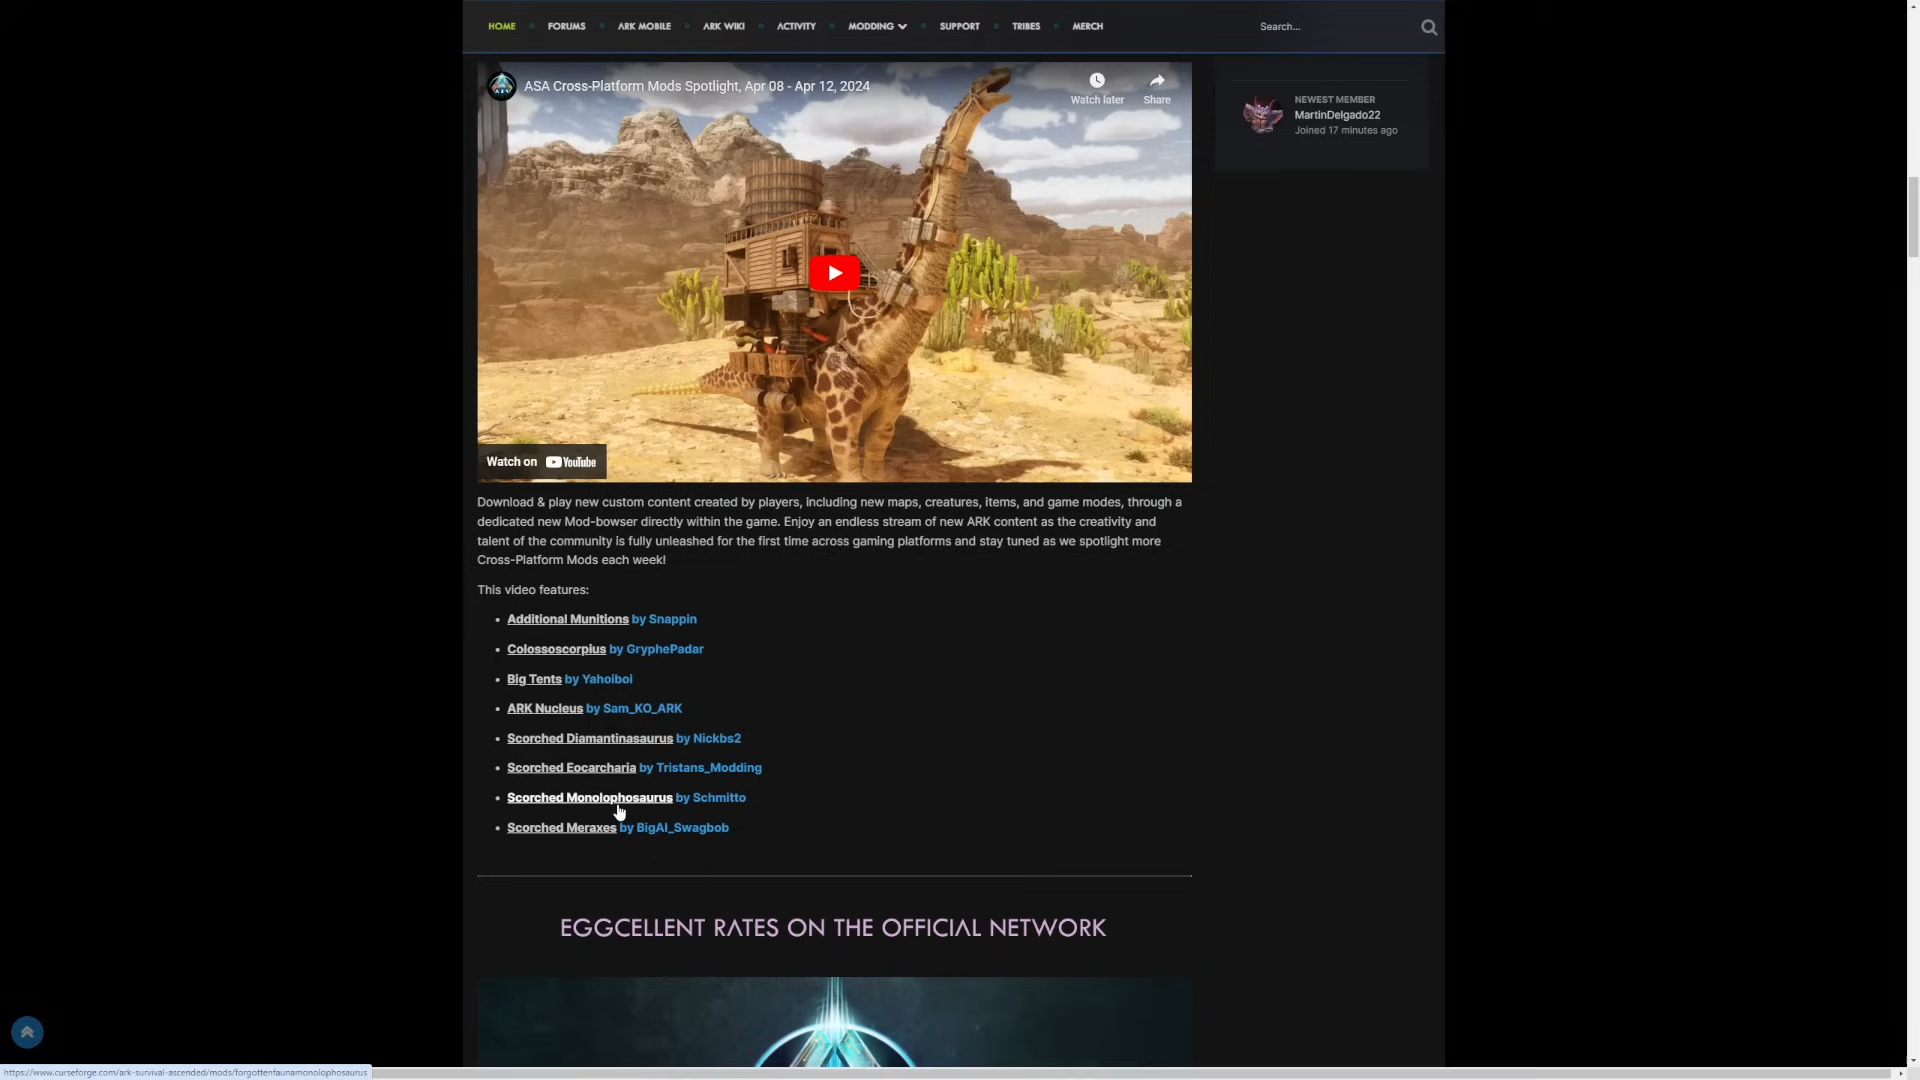 HOME
FORUMS
ARK MOBILE
ARK WIKI
ACTIVITY
MODDING
SUPPORT
TRIBES
MERCH
Search...
ASA Cross-Platform Mods Spotlight, Apr 08 - Apr 12, 2024
Watch later
Share
NEWEST MEMBER
MartinDelgado22
Joined 17 minutes ago
Watch on YouTube
Download & play new custom content created by players, including new maps, creatures, items, and game modes, through a
dedicated new Mod-bowser directly within the game. Enjoy an endless stream of new ARK content as the creativity and
talent of the community is fully unleashed for the first time across gaming platforms and stay tuned as we spotlight more
Cross-Platform Mods each week!
This video features:
Additional Munitions by Snappin
Colossoscorpius by GryphePadar
Big Tents by Yahoiboi
ARK Nucleus by Sam_KO_ARK
Scorched Diamantinasaurus by Nickbs2
Scorched Eocarcharia by Tristans_Modding
Scorched Monolophosaurus by Schmitto
Scorched Meraxes by BigAl_Swagbob
EGGCELLENT RATES ON THE OFFICIAL NETWORK
https://www.curseforge.com/ark-survival-ascended/mods/forgottenfaunamonolophosaurus